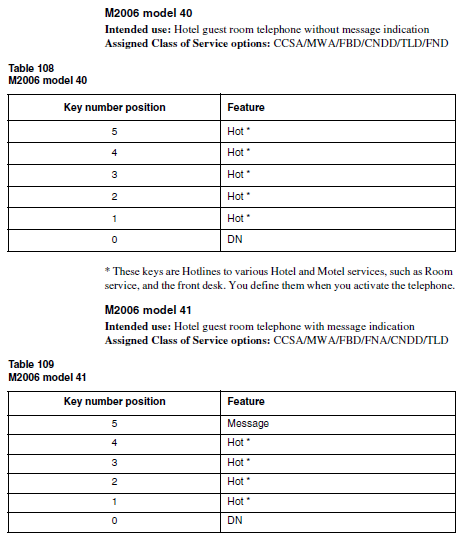 M2006 model 40
Intended use: Hotel guest room telephone without message indication
Assigned Class of Service options: CCSA/MWA/FBD/CNDD/TLD/FND
Table 108
M2006 model 40
Key number position Feature
5 Hot *
4 Hot *
3 Hot *
2 Hot *
1 Hot *
0 DN
* These keys are Hotlines to various Hotel and Motel services, such as Room
service, and the front desk. You define them when you activate the telephone.
M2006 model 41
Intended use: Hotel guest room telephone with message indication
Assigned Class of Service options: CCSA/MWA/FBD/FNA/CNDD/TLD
Table 109
M2006 model 41
Key number position Feature
5 Message
4 Hot *
3 Hot *
2 Hot *
1 Hot *
0 DN